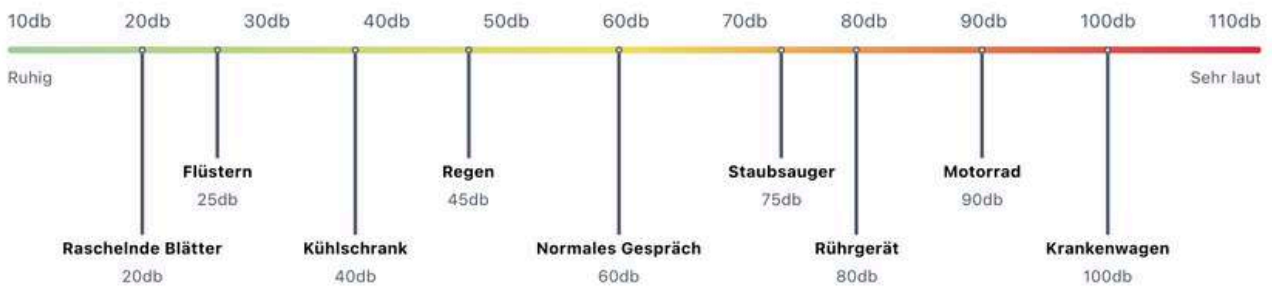 10db 20db 30db 40db 50db 60db 70db 80db 90db 100db 110db
Ruhig Sehr laut
Flüstern Regen Staubsauger Motorrad
25db 45db 75db 90db
Raschelnde Blätter Kühlschrank Normales Gespräch Rührgerät Krankenwagen
20db 40db 60db 80db 100db